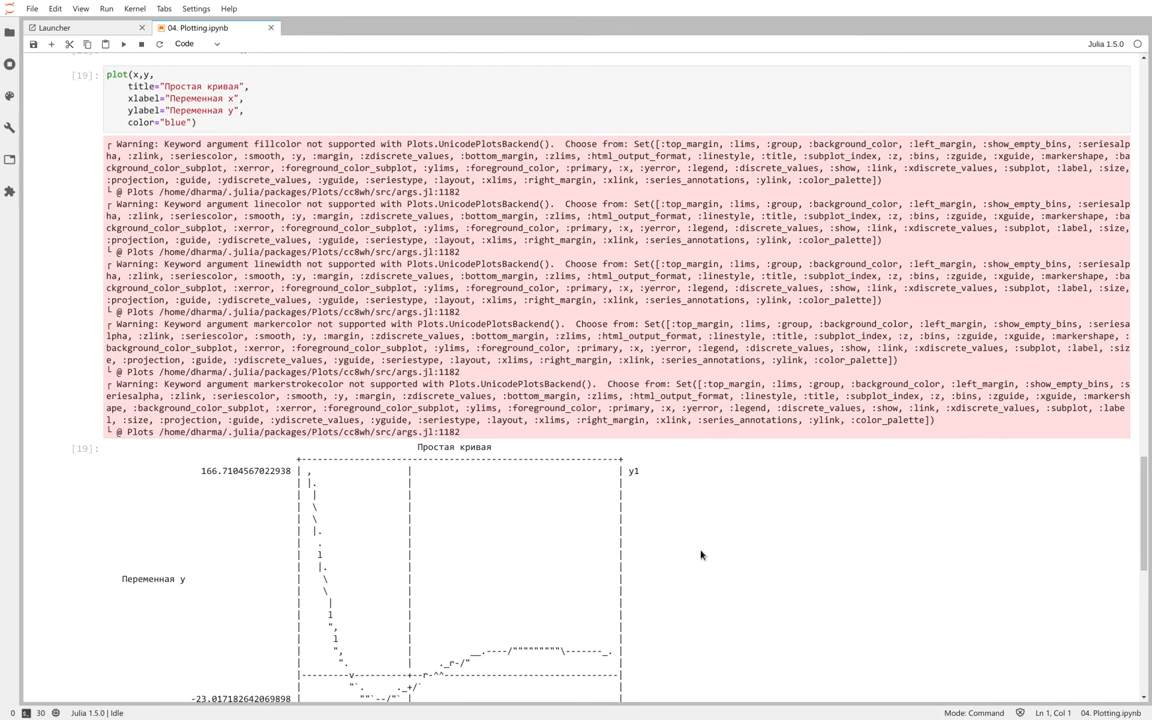 File Edit View Run Kernel Tabs Settings Help
Launcher × 04. Plotting.ipynb ×
Code Julia 1.5.0
[19]: plot(x,y,
title="Простая кривая",
xlabel="Переменная x",
ylabel="Переменная y",
color="blue")
┌ Warning: Keyword argument fillcolor not supported with Plots.UnicodePlotsBackend().  Choose from: Set([:top_margin, :lims, :group, :background_color, :left_margin, :show_empty_bins, :seriesalp
ha, :zlink, :seriescolor, :smooth, :y, :margin, :zdiscrete_values, :bottom_margin, :zlims, :html_output_format, :linestyle, :title, :subplot_index, :z, :bins, :zguide, :xguide, :markershape, :ba
ckground_color_subplot, :xerror, :foreground_color_subplot, :ylims, :foreground_color, :primary, :x, :yerror, :legend, :discrete_values, :show, :link, :xdiscrete_values, :subplot, :label, :size,
:projection, :guide, :ydiscrete_values, :yguide, :seriestype, :layout, :xlims, :right_margin, :xlink, :series_annotations, :ylink, :color_palette])
└ @ Plots /home/dharma/.julia/packages/Plots/cc8wh/src/args.jl:1182
┌ Warning: Keyword argument linecolor not supported with Plots.UnicodePlotsBackend().  Choose from: Set([:top_margin, :lims, :group, :background_color, :left_margin, :show_empty_bins, :seriesalp
ha, :zlink, :seriescolor, :smooth, :y, :margin, :zdiscrete_values, :bottom_margin, :zlims, :html_output_format, :linestyle, :title, :subplot_index, :z, :bins, :zguide, :xguide, :markershape, :ba
ckground_color_subplot, :xerror, :foreground_color_subplot, :ylims, :foreground_color, :primary, :x, :yerror, :legend, :discrete_values, :show, :link, :xdiscrete_values, :subplot, :label, :size,
:projection, :guide, :ydiscrete_values, :yguide, :seriestype, :layout, :xlims, :right_margin, :xlink, :series_annotations, :ylink, :color_palette])
└ @ Plots /home/dharma/.julia/packages/Plots/cc8wh/src/args.jl:1182
┌ Warning: Keyword argument linewidth not supported with Plots.UnicodePlotsBackend().  Choose from: Set([:top_margin, :lims, :group, :background_color, :left_margin, :show_empty_bins, :seriesalp
ha, :zlink, :seriescolor, :smooth, :y, :margin, :zdiscrete_values, :bottom_margin, :zlims, :html_output_format, :linestyle, :title, :subplot_index, :z, :bins, :zguide, :xguide, :markershape, :ba
ckground_color_subplot, :xerror, :foreground_color_subplot, :ylims, :foreground_color, :primary, :x, :yerror, :legend, :discrete_values, :show, :link, :xdiscrete_values, :subplot, :label, :size,
:projection, :guide, :ydiscrete_values, :yguide, :seriestype, :layout, :xlims, :right_margin, :xlink, :series_annotations, :ylink, :color_palette])
└ @ Plots /home/dharma/.julia/packages/Plots/cc8wh/src/args.jl:1182
┌ Warning: Keyword argument markercolor not supported with Plots.UnicodePlotsBackend().  Choose from: Set([:top_margin, :lims, :group, :background_color, :left_margin, :show_empty_bins, :seriesa
lpha, :zlink, :seriescolor, :smooth, :y, :margin, :zdiscrete_values, :bottom_margin, :zlims, :html_output_format, :linestyle, :title, :subplot_index, :z, :bins, :zguide, :xguide, :markershape, :
background_color_subplot, :xerror, :foreground_color_subplot, :ylims, :foreground_color, :primary, :x, :yerror, :legend, :discrete_values, :show, :link, :xdiscrete_values, :subplot, :label, :siz
e, :projection, :guide, :ydiscrete_values, :yguide, :seriestype, :layout, :xlims, :right_margin, :xlink, :series_annotations, :ylink, :color_palette])
└ @ Plots /home/dharma/.julia/packages/Plots/cc8wh/src/args.jl:1182
┌ Warning: Keyword argument markerstrokecolor not supported with Plots.UnicodePlotsBackend().  Choose from: Set([:top_margin, :lims, :group, :background_color, :left_margin, :show_empty_bins, :s
eriesalpha, :zlink, :seriescolor, :smooth, :y, :margin, :zdiscrete_values, :bottom_margin, :zlims, :html_output_format, :linestyle, :title, :subplot_index, :z, :bins, :zguide, :xguide, :markersh
ape, :background_color_subplot, :xerror, :foreground_color_subplot, :ylims, :foreground_color, :primary, :x, :yerror, :legend, :discrete_values, :show, :link, :xdiscrete_values, :subplot, :labe
l, :size, :projection, :guide, :ydiscrete_values, :yguide, :seriestype, :layout, :xlims, :right_margin, :xlink, :series_annotations, :ylink, :color_palette])
└ @ Plots /home/dharma/.julia/packages/Plots/cc8wh/src/args.jl:1182
[19]: Простая кривая
166.7104567022938 y1
Переменная y
-23.017182642069898
0 30 Julia 1.5.0 | Idle Mode: Command Ln 1, Col 1 04. Plotting.ipynb